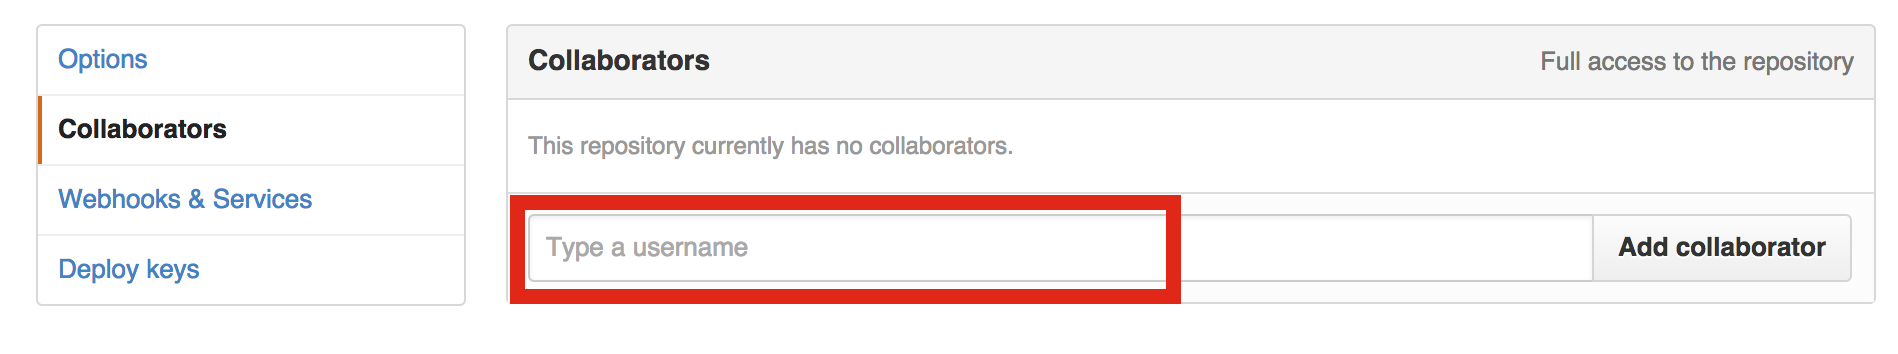 Options
Collaborators
Webhooks & Services
Deploy keys
Collaborators
Full access to the repository
This repository currently has no collaborators.
Type a username
Add collaborator